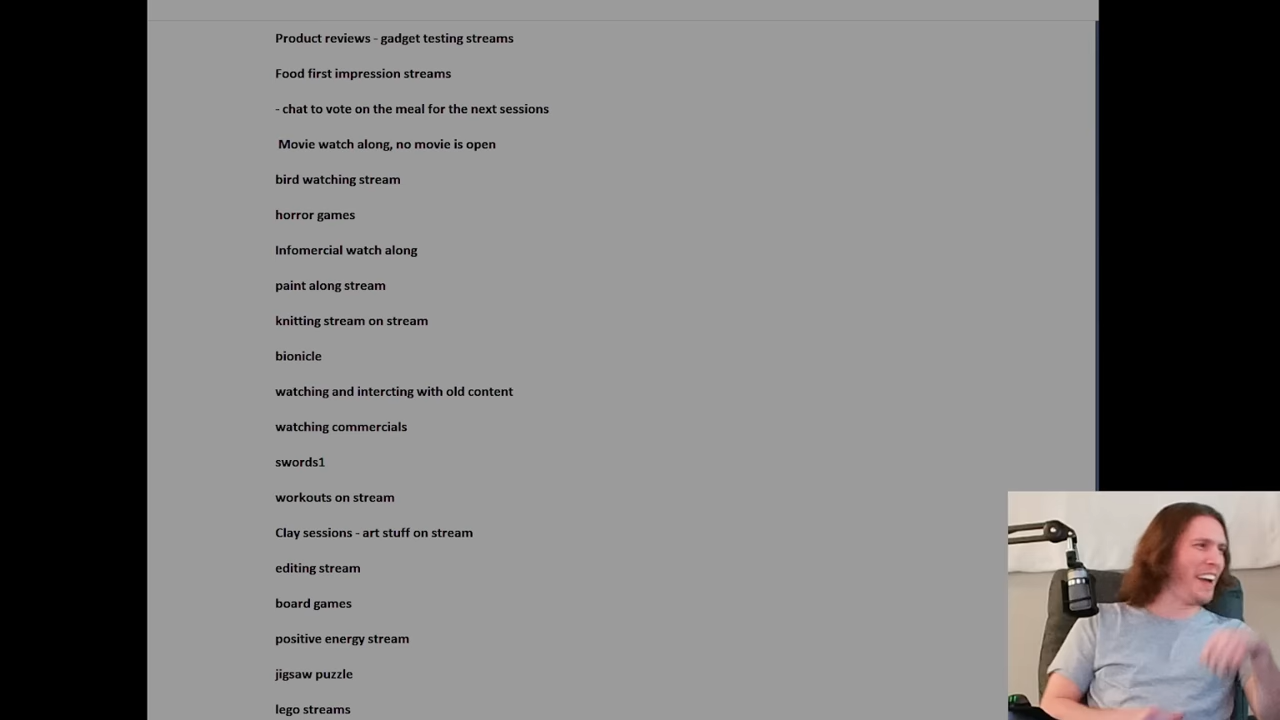 Product reviews - gadget testing streams
Food first impression streams
- chat to vote on the meal for the next sessions
Movie watch along, no movie is open
bird watching stream
horror games
Infomercial watch along
paint along stream
knitting stream on stream
bionicle
watching and intercting with old content
watching commercials
swords1
workouts on stream
Clay sessions - art stuff on stream
editing stream
board games
positive energy stream
jigsaw puzzle
lego streams